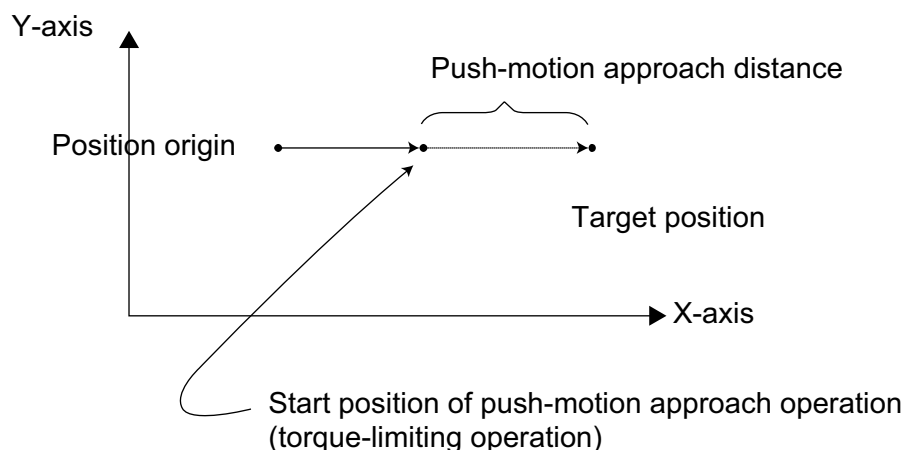 Y-axis
Push-motion approach distance
Position origin
Target position
X-axis
Start position of push-motion approach operation
(torque-limiting operation)